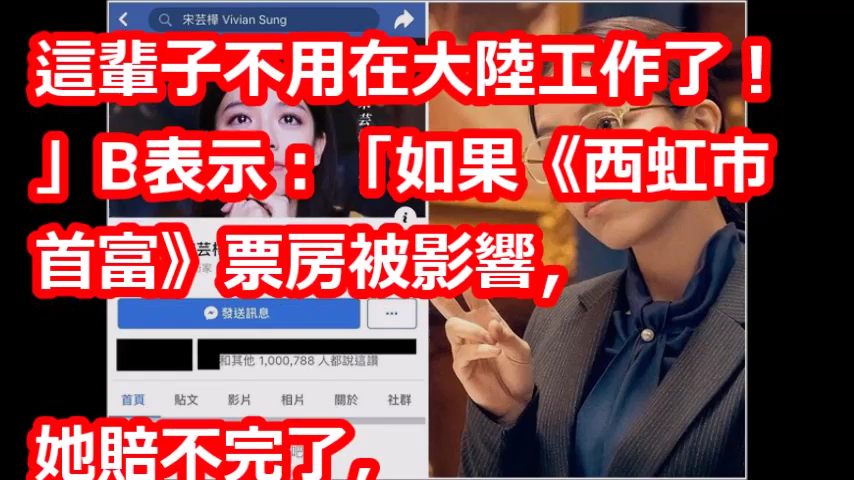 宋芸樺 Vivian Sung
這輩子不用在大陸工作了！
」B表示：「如果《西虹市
首富》票房被影響,
發送訊息
和其他 1,000,788 人都說這讚
首頁 貼文 影片 相片 關於 社群
她賠不完了,